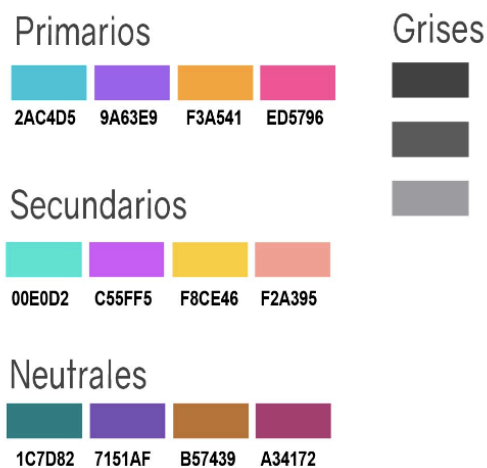 Primarios
2AC4D5 9A63E9 F3A541 ED5796
Secundarios
00E0D2 C55FF5 F8CE46 F2A395
Neutrales
1C7D82 7151AF B57439 A34172
Grises